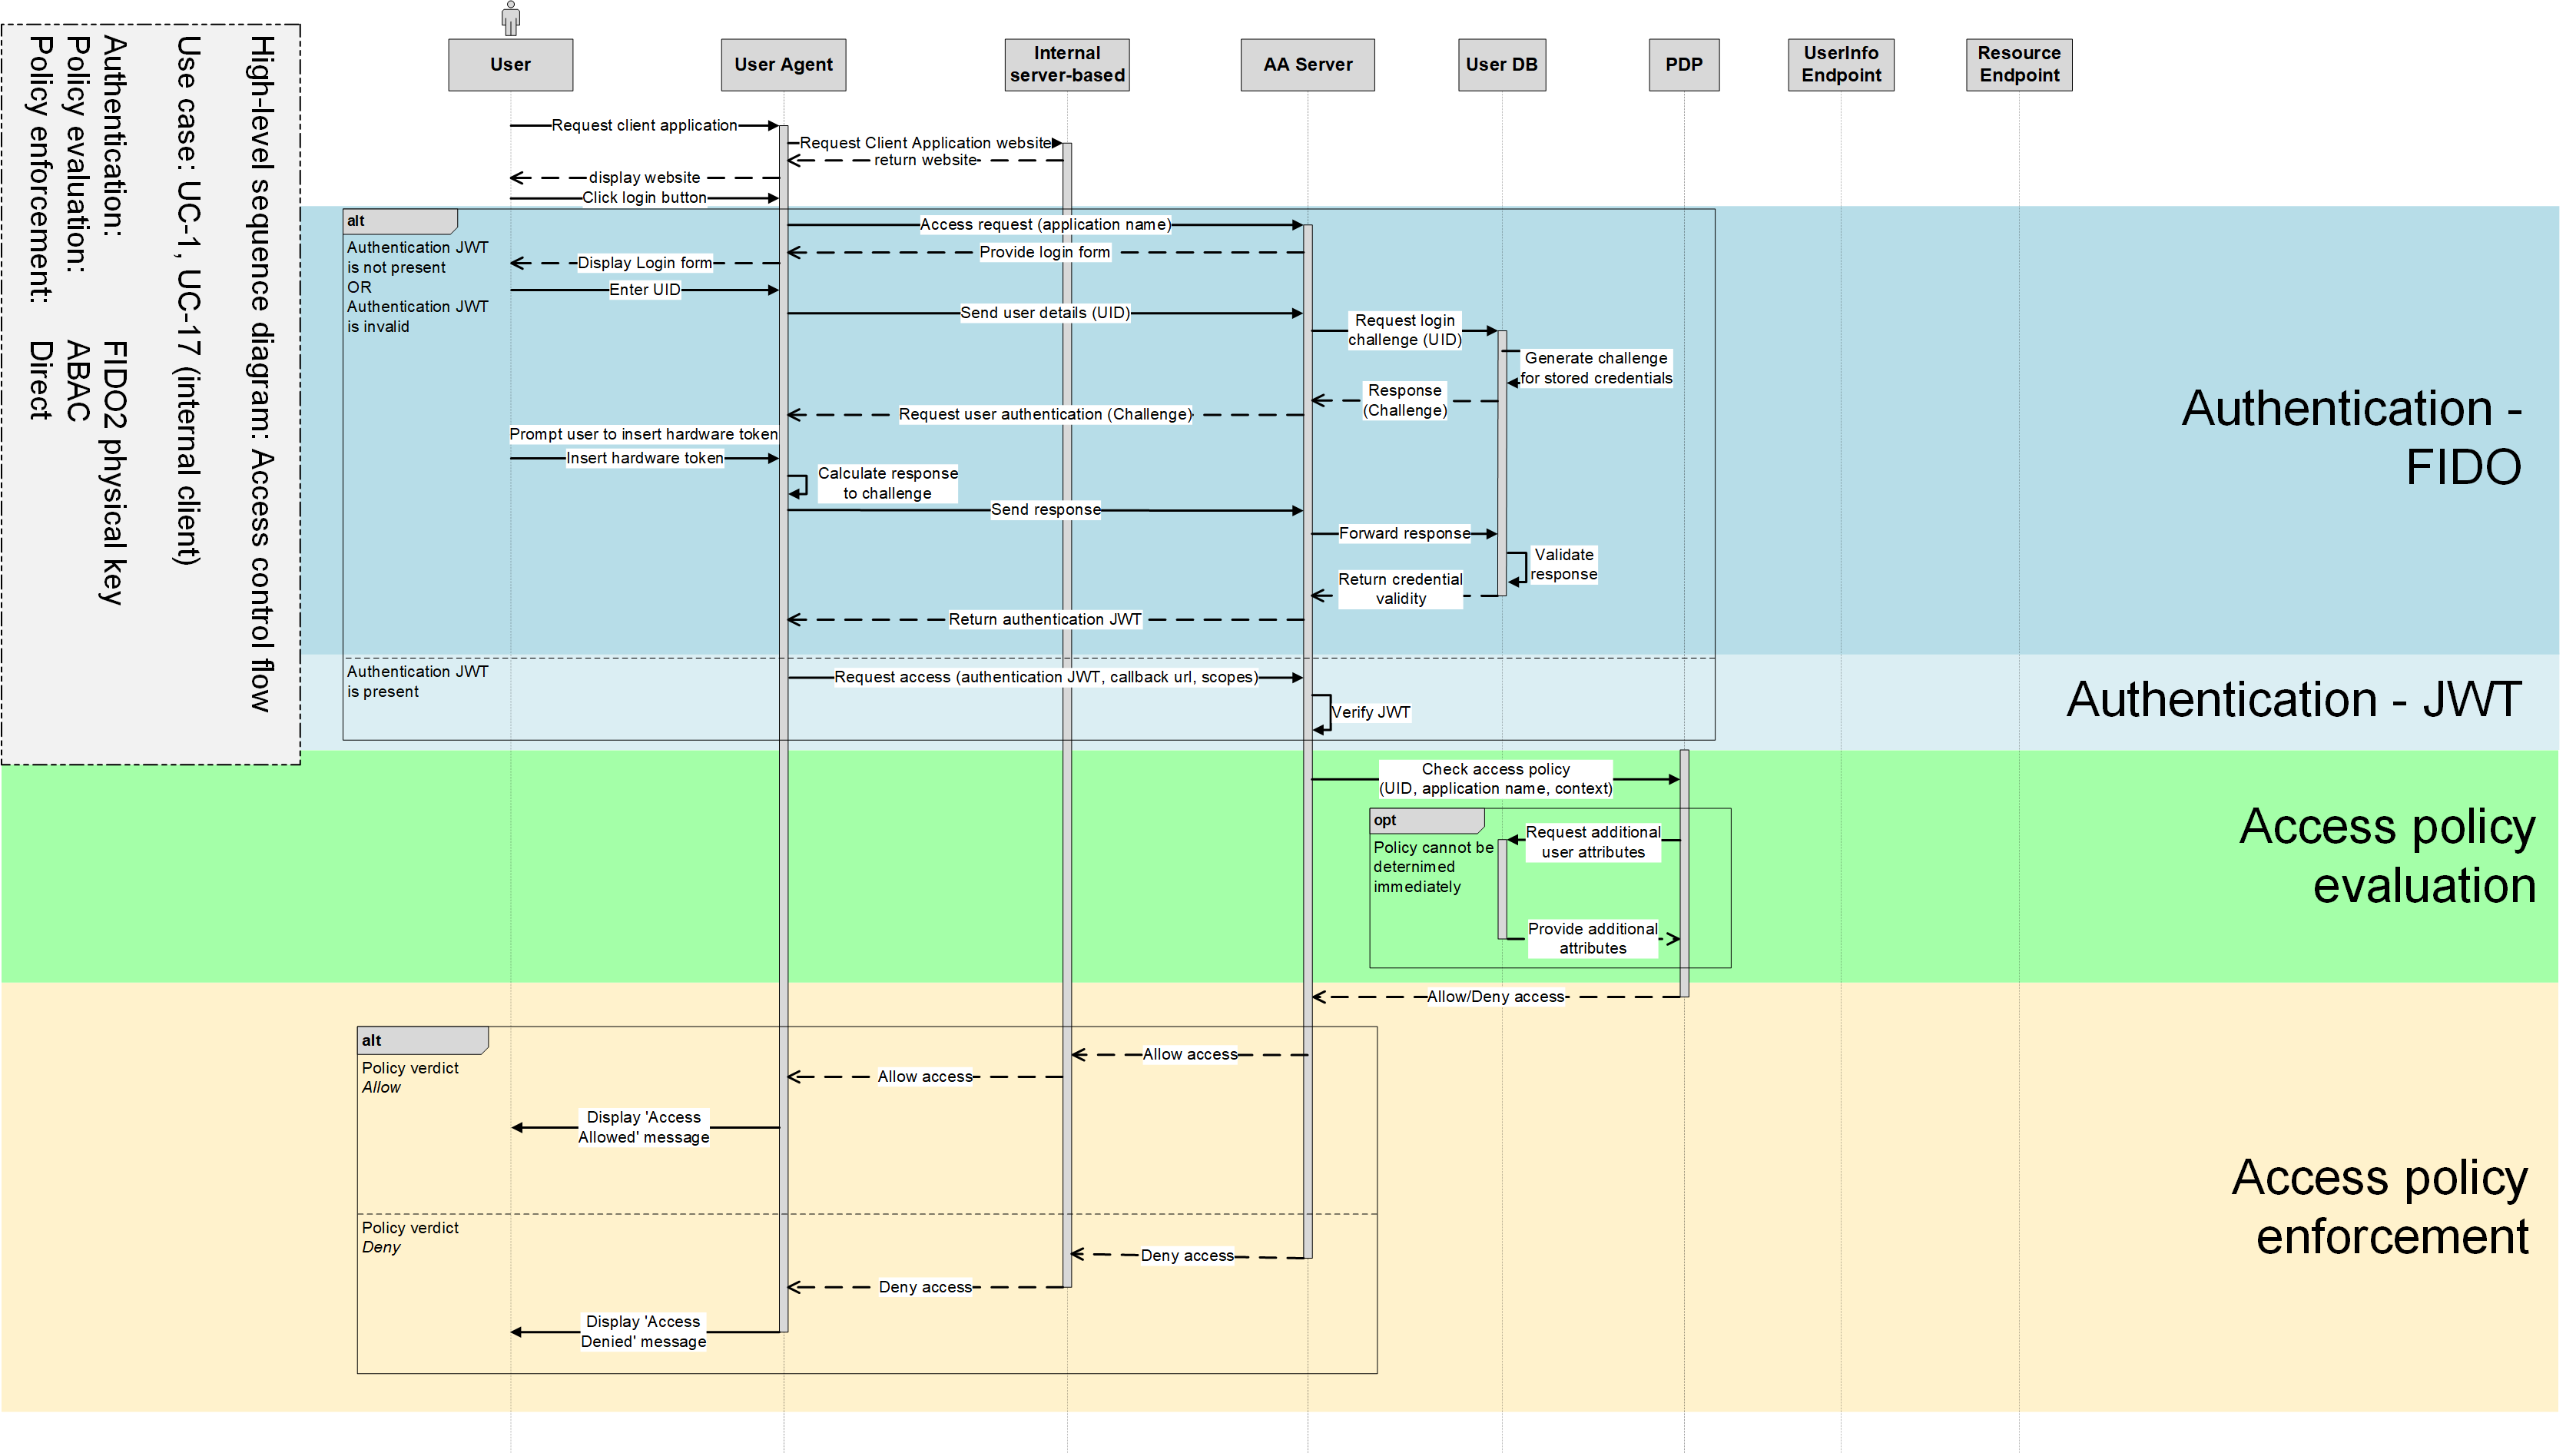 High-level sequence diagram: Access control flow
Use case: UC-1, UC-17 (internal client)
Authentication: FIDO2 physical key
Policy evaluation: ABAC
Policy enforcement: Direct
User
User Agent
Internal
server-based
AA Server
User DB
PDP
UserInfo
Endpoint
Resource
Endpoint
Request client application
Request Client Application website
return website
display website
Click login button
alt
Authentication JWT
is not present
OR
Authentication JWT
is invalid
Access request (application name)
Provide login form
Display Login form
Enter UID
Send user details (UID)
Request login
challenge (UID)
Generate challenge
for stored credentials
Response
(Challenge)
Request user authentication (Challenge)
Prompt user to insert hardware token
Insert hardware token
Calculate response
to challenge
Send response
Forward response
Validate
response
Return credential
validity
Return authentication JWT
Authentication -
FIDO
Authentication JWT
is present
Request access (authentication JWT, callback url, scopes)
Verify JWT
Authentication - JWT
Check access policy
(UID, application name, context)
opt
Policy cannot be
deternimed
immediately
Request additional
user attributes
Provide additional
attributes
Access policy
evaluation
Allow/Deny access
alt
Policy verdict
Allow
Allow access
Allow access
Display 'Access
Allowed' message
Policy verdict
Deny
Deny access
Deny access
Display 'Access
Denied' message
Access policy
enforcement